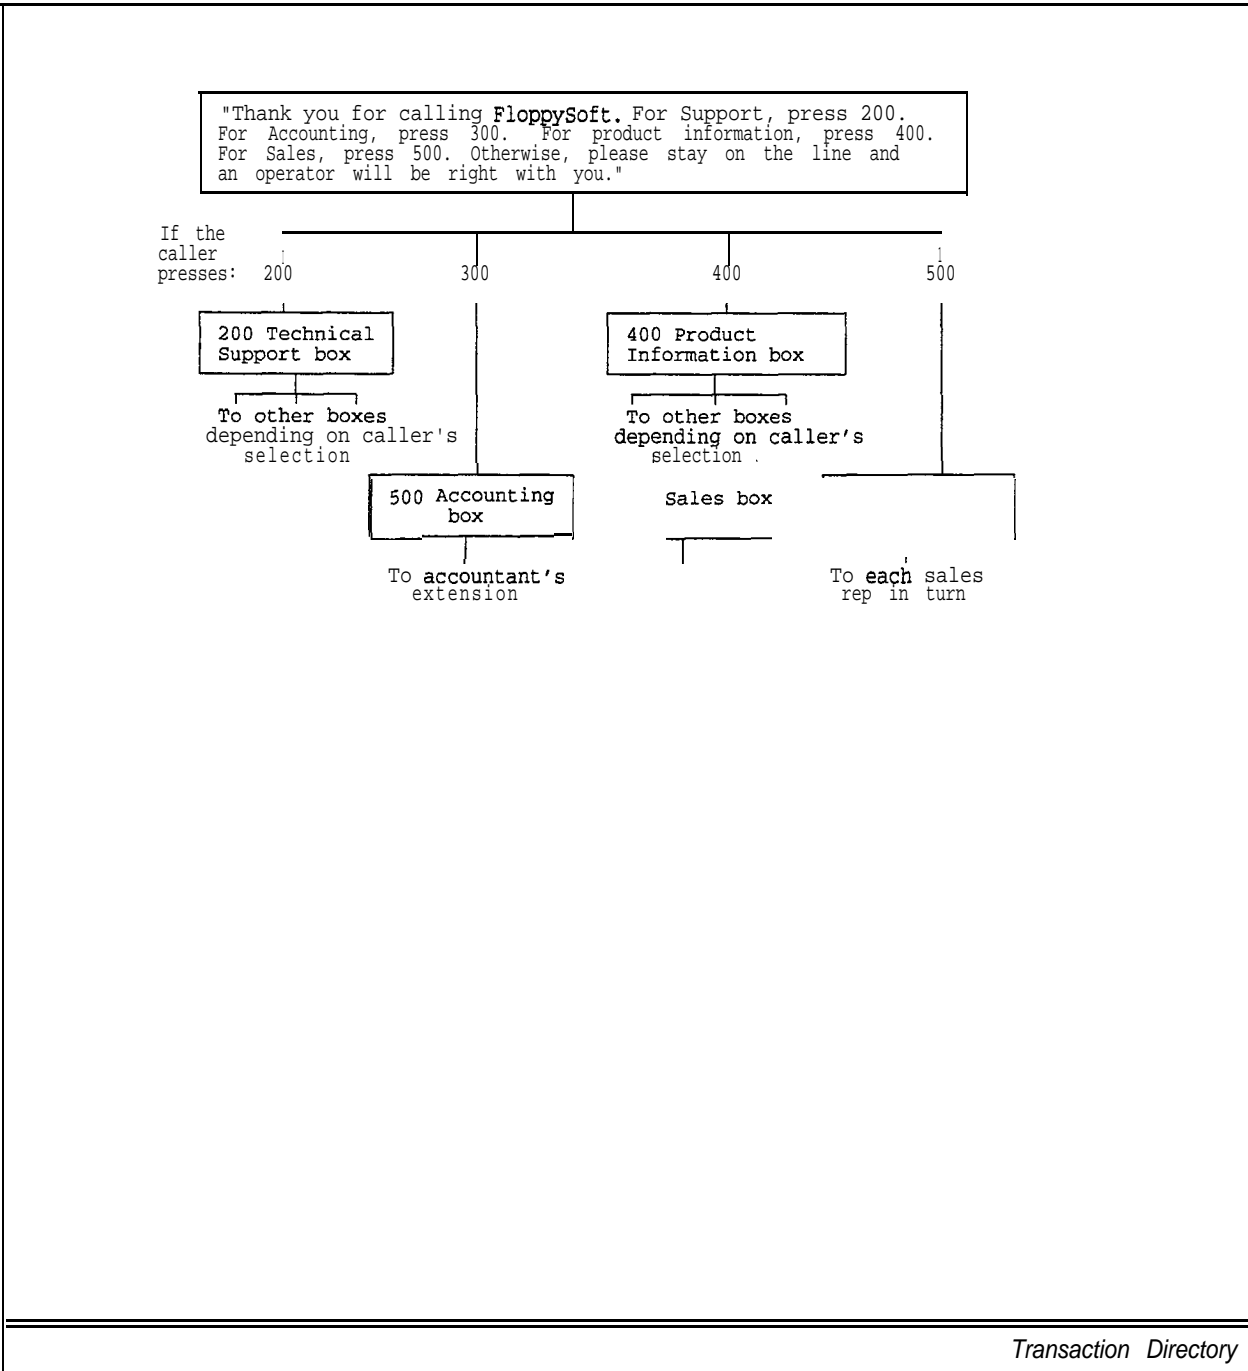 "Thank you for calling FloppySoft. For Support, press 200.
For Accounting, press 300. For product information, press 400.
For Sales, press 500. Otherwise, please stay on the line and
an operator will be right with you."
If the
caller
presses: 200 300 400 500
200 Technical
Support box
400 Product
Information box
To other boxes
depending on caller's
selection
To other boxes
depending on caller's
selection .
500 Accounting
box
Sales box
To accountant's
extension
To each sales
rep in turn
Transaction Directory